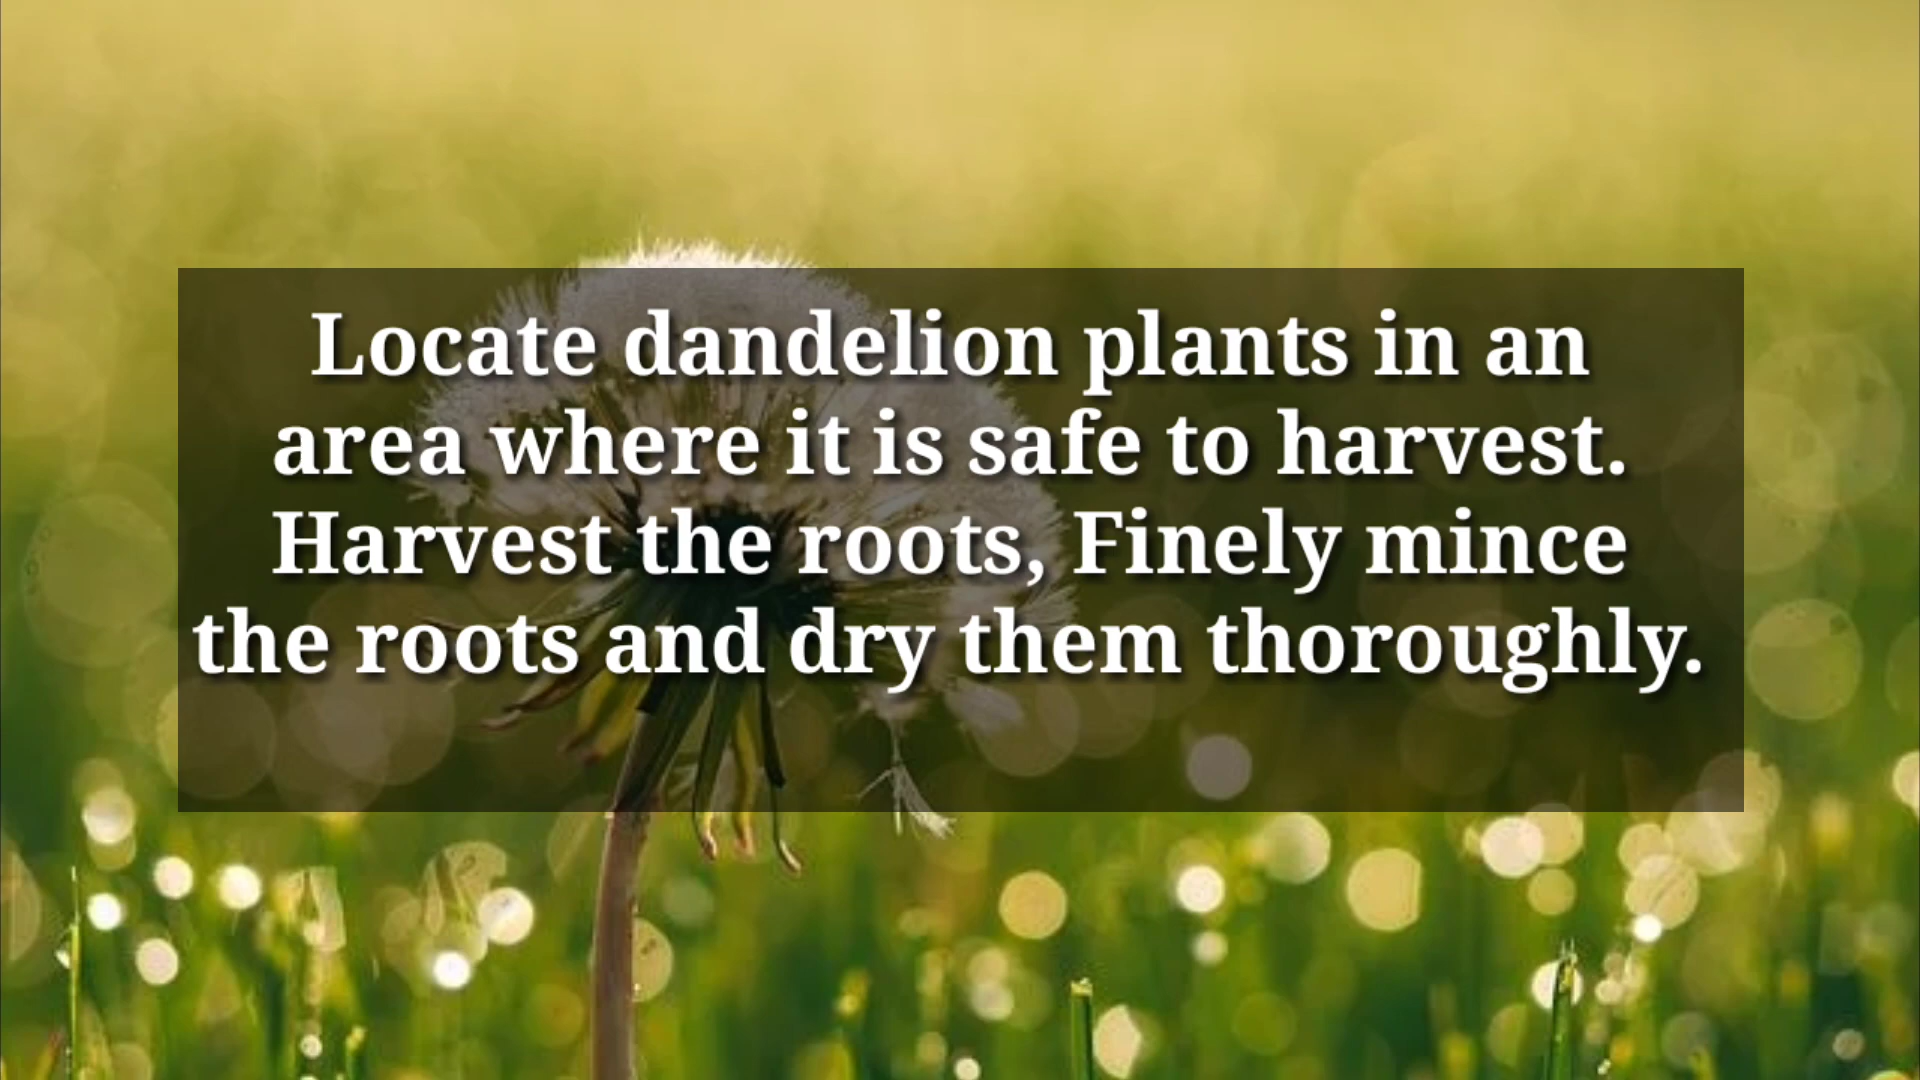 Locate dandelion plants in an
area where it is safe to harvest.
Harvest the roots, Finely mince
the roots and dry them thoroughly.